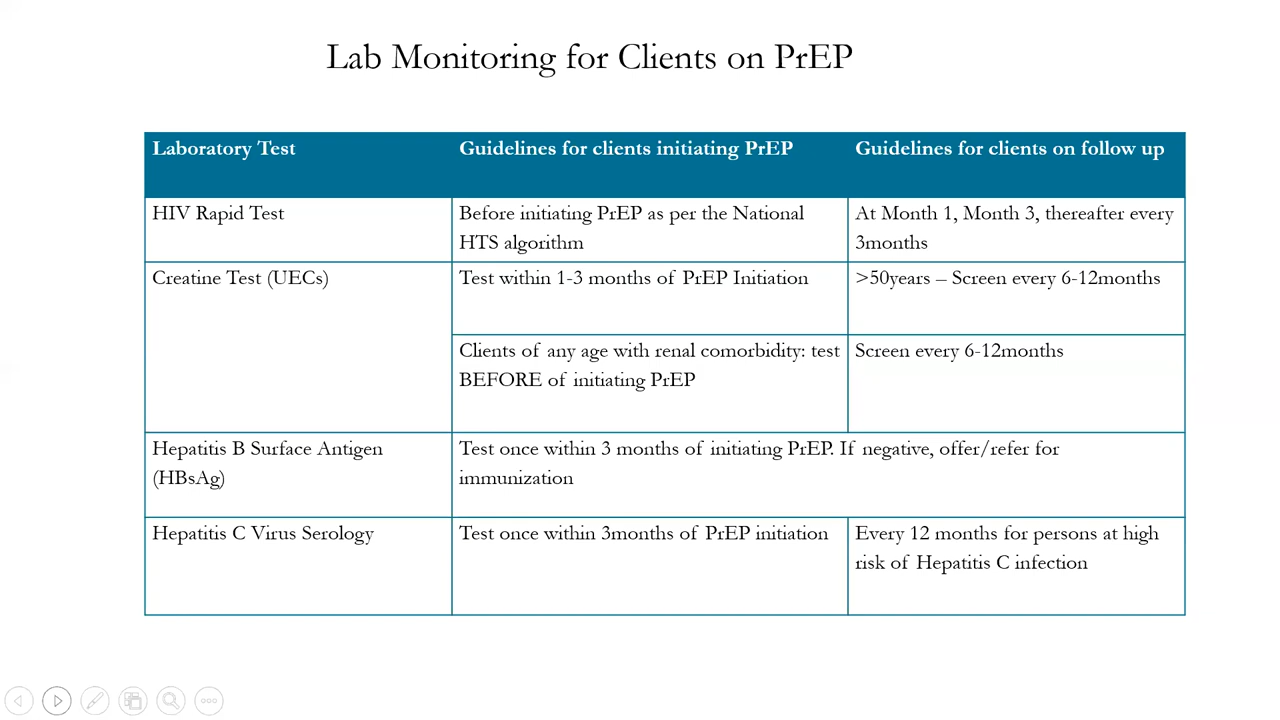 Lab Monitoring for Clients on PrEP
Laboratory Test
Guidelines for clients initiating PrEP
Guidelines for clients on follow up
HIV Rapid Test
Before initiating PrEP as per the National
HTS algorithm
At Month 1, Month 3, thereafter every
3months
Creatine Test (UECs)
Test within 1-3 months of PrEP Initiation
>50years – Screen every 6-12months
Clients of any age with renal comorbidity: test
BEFORE of initiating PrEP
Screen every 6-12months
Hepatitis B Surface Antigen
(HBsAg)
Test once within 3 months of initiating PrEP. If negative, offer/refer for
immunization
Hepatitis C Virus Serology
Test once within 3months of PrEP initiation
Every 12 months for persons at high
risk of Hepatitis C infection